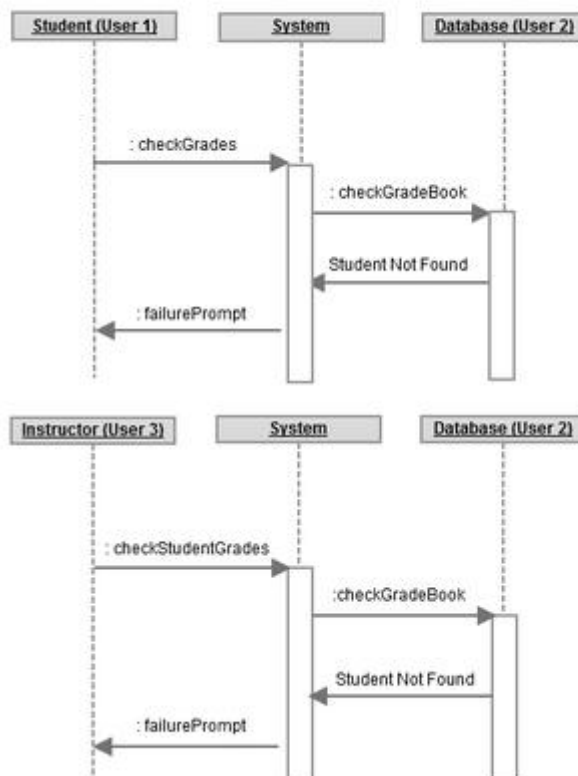 Student (User 1) System Database (User 2)
: checkGrades
: checkGradeBook
Student Not Found
: failurePrompt
Instructor (User 3) System Database (User 2)
: checkStudentGrades
:checkGradeBook
Student Not Found
: failurePrompt